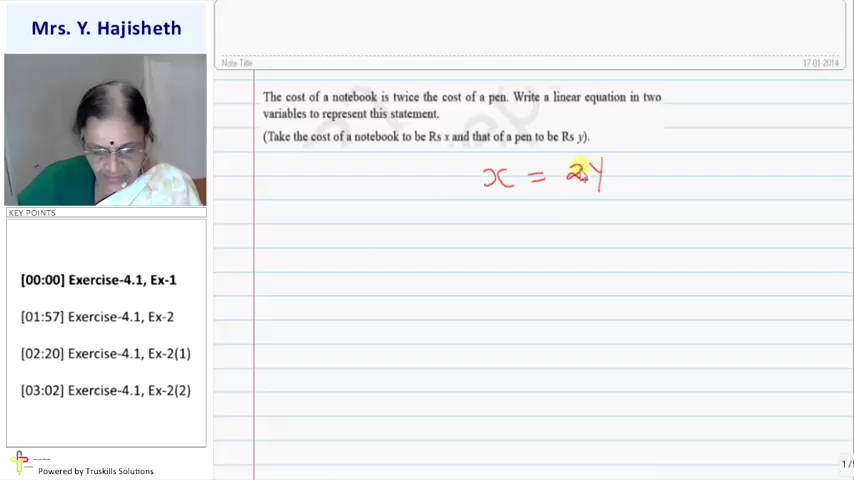 Mrs. Y. Hajisheth
Note Title
17-01-2014
The cost of a notebook is twice the cost of a pen. Write a linear equation in two
variables to represent this statement.
(Take the cost of a notebook to be Rs x and that of a pen to be Rs y).
x = 2y
KEY POINTS
[00:00] Exercise-4.1, Ex-1
[01:57] Exercise-4.1, Ex-2
[02:20] Exercise-4.1, Ex-2(1)
[03:02] Exercise-4.1, Ex-2(2)
Powered by Truskills Solutions